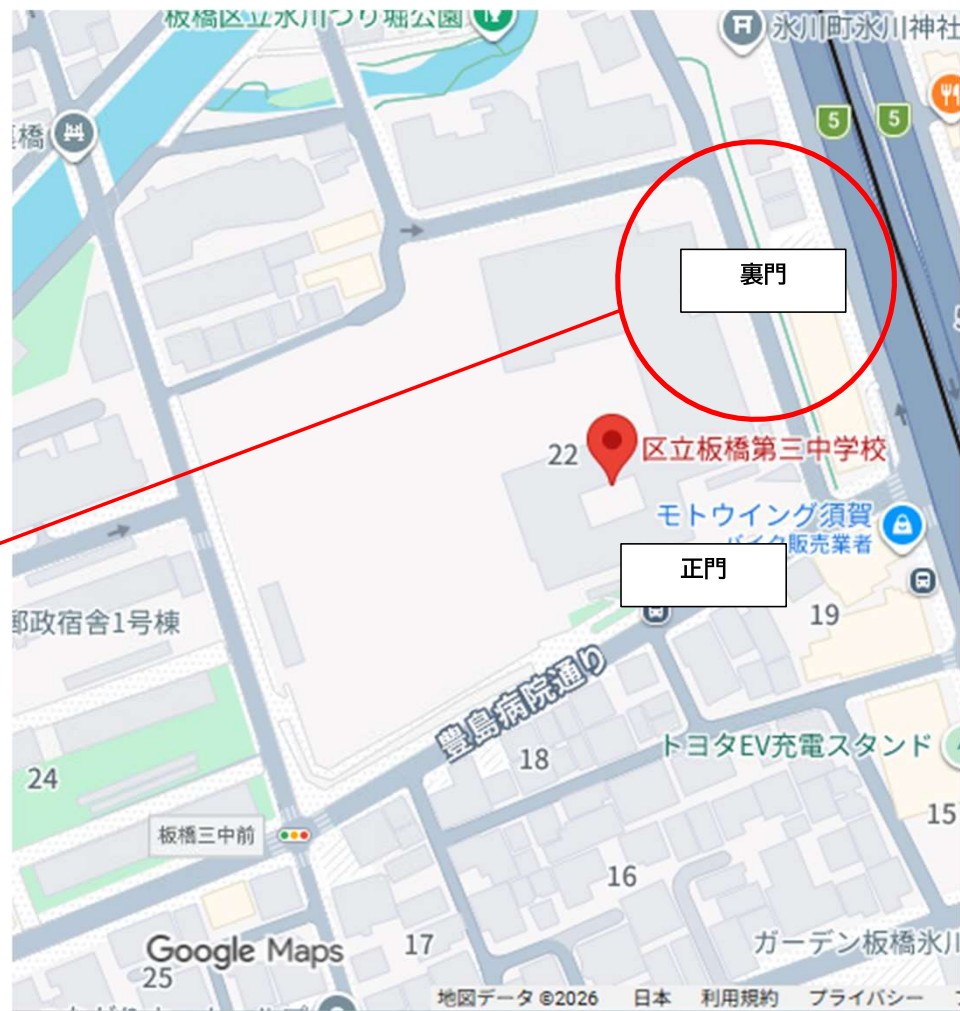 板橋区立氷川つり堀公園
氷川町氷川神社
橋
5
5
裏門
22
区立板橋第三中学校
モトウイング須賀
バイク販売業者
正門
19
郵政宿舎1号棟
豊島病院通り
トヨタEV充電スタンド
18
24
15
板橋三中前
16
Google Maps
17
ガーデン板橋氷川
25
地図データ ©2026 日本 利用規約 プライバシー